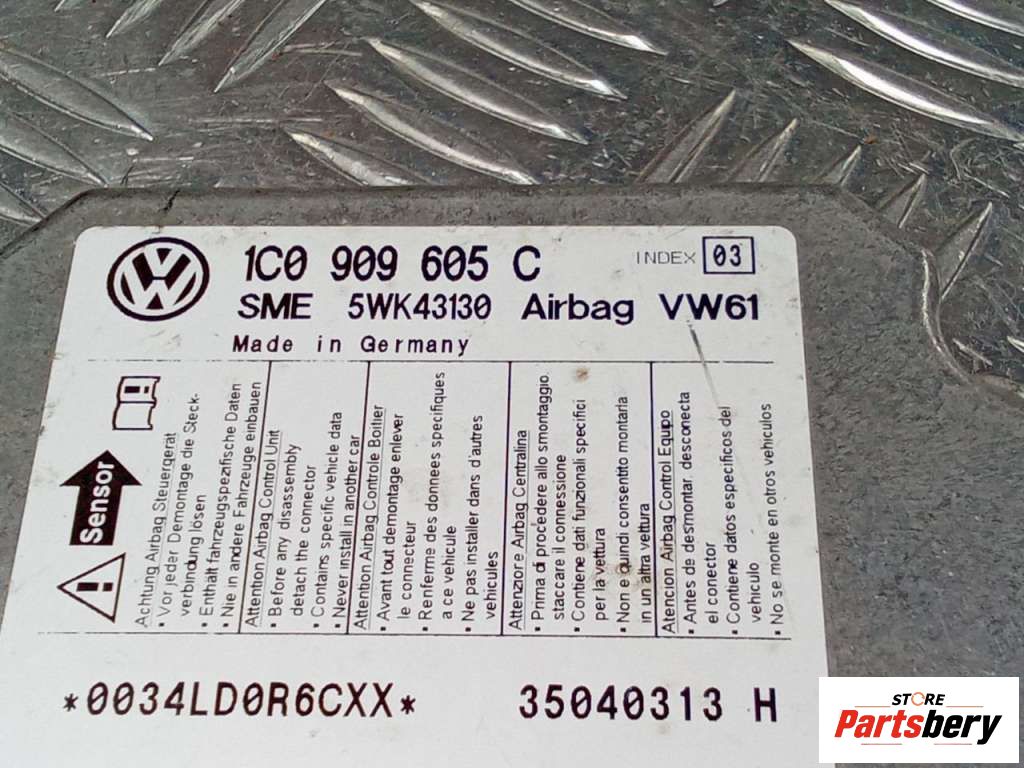 1C0 909 605 C
INDEX 03
SME 5WK43130 Airbag VW61
Made in Germany
Sensor
Achtung Airbag Steuergerät
• Vor jeder Demontage die Steck-
verbindung lösen
• Enthält fahrzeugspezifische Daten
• Nie in andere Fahrzeuge einbauen
Attention Airbag Control Unit
• Before any disassembly
detach the connector
• Contains specific vehicle data
• Never install in another car
Attention Airbag Controle Boîtier
• Avant tout demontage enlever
le connecteur
• Renferme des donnees specifiques
a ce vehicule
• Ne pas installer dans d'autres
vehicules
Attenzione Airbag Centralina
• Prima di procedere allo smontaggio
staccare il connessione
• Contiene dati funzionali specifici
per la vettura
• Non e quindi consentito montarla
in un altra vettura
Atencion Airbag Control Equipo
• Antes de desmontar desconecta
el conector
• Contiene datos especificos del
vehiculo
• No se monte en otros vehiculos
*0034LD0R6CXX* 35040313 H
STORE
Partsbery